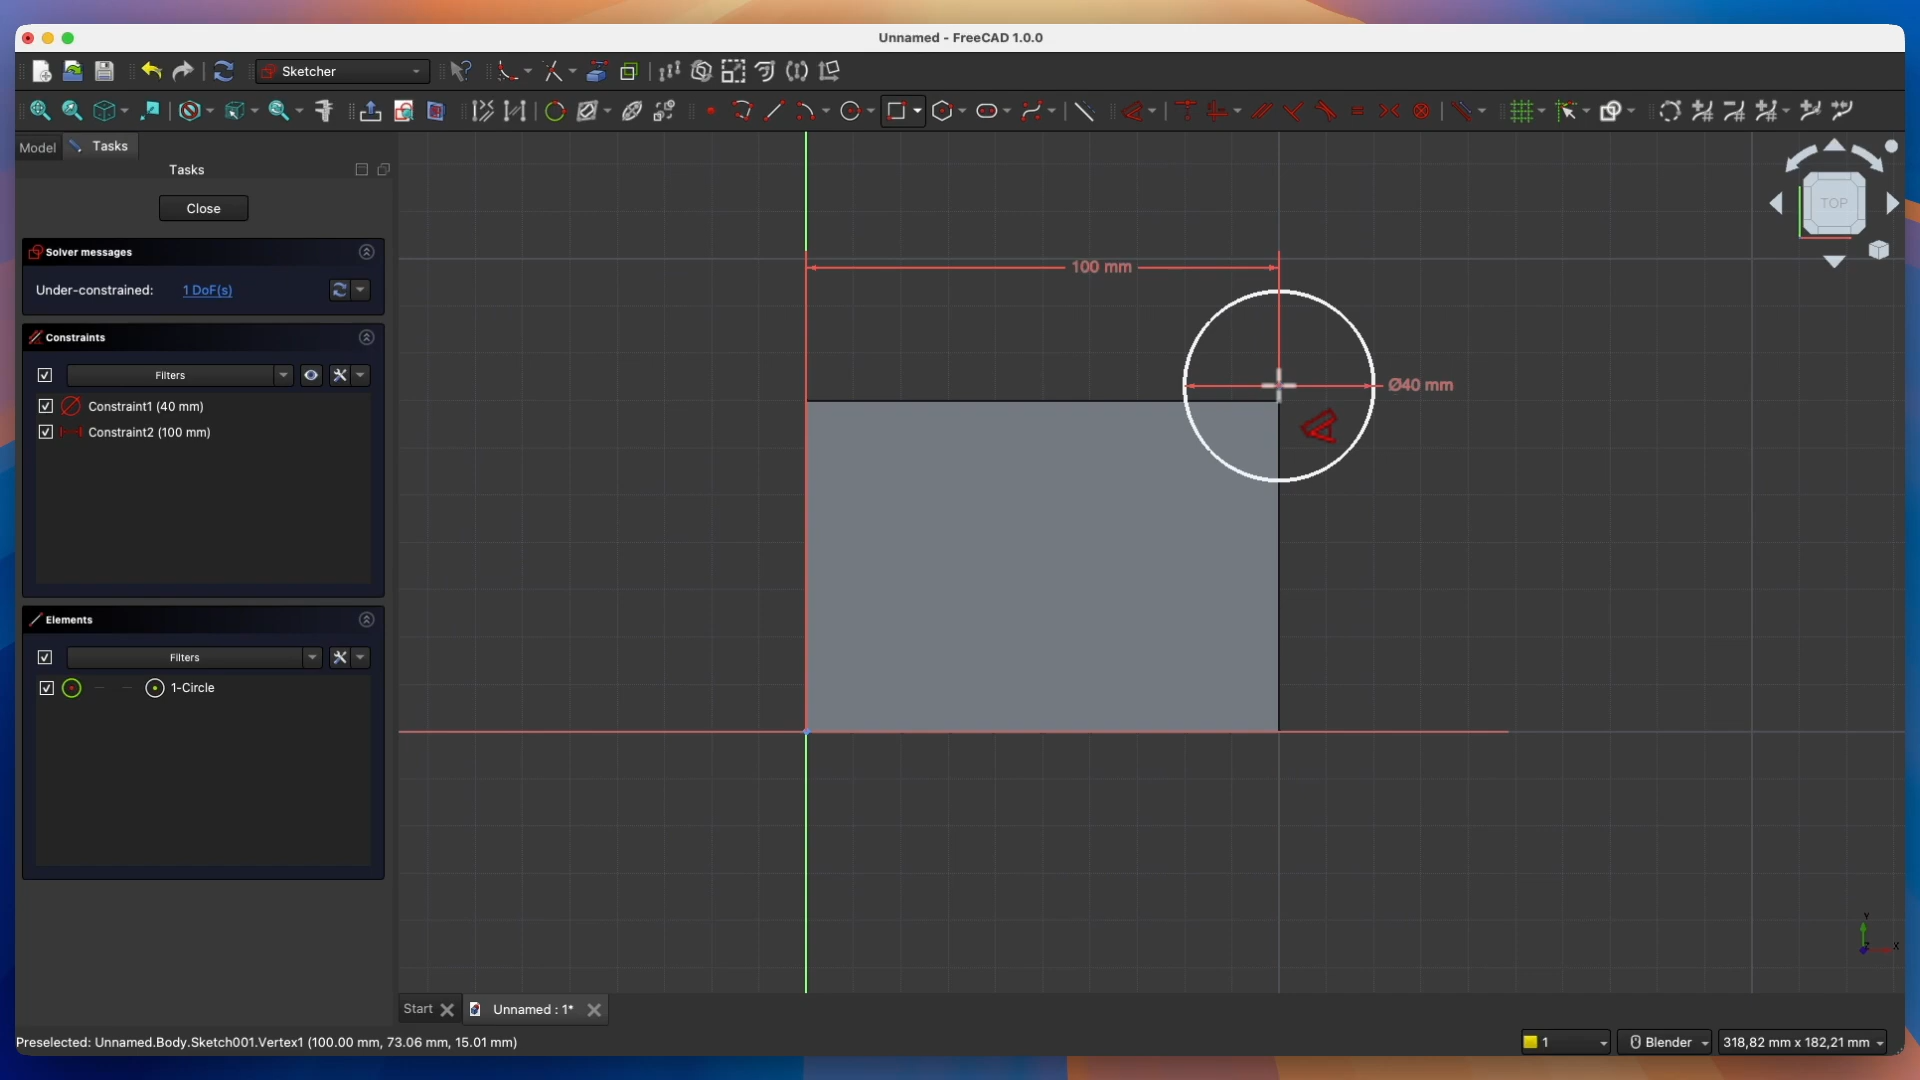 Unnamed - FreeCAD 1.0.0
Sketcher
Model
Tasks
Tasks
Close
Solver messages
Under-constrained: 1 DoF(s)
Constraints
Filters
Constraint1 (40 mm)
Constraint2 (100 mm)
Elements
Filters
1-Circle
100 mm
Ø40 mm
TOP
Y
Z
X
Start
Unnamed : 1*
Preselected: Unnamed.Body.Sketch001.Vertex1 (100.00 mm, 73.06 mm, 15.01 mm)
1
Blender
318,82 mm x 182,21 mm